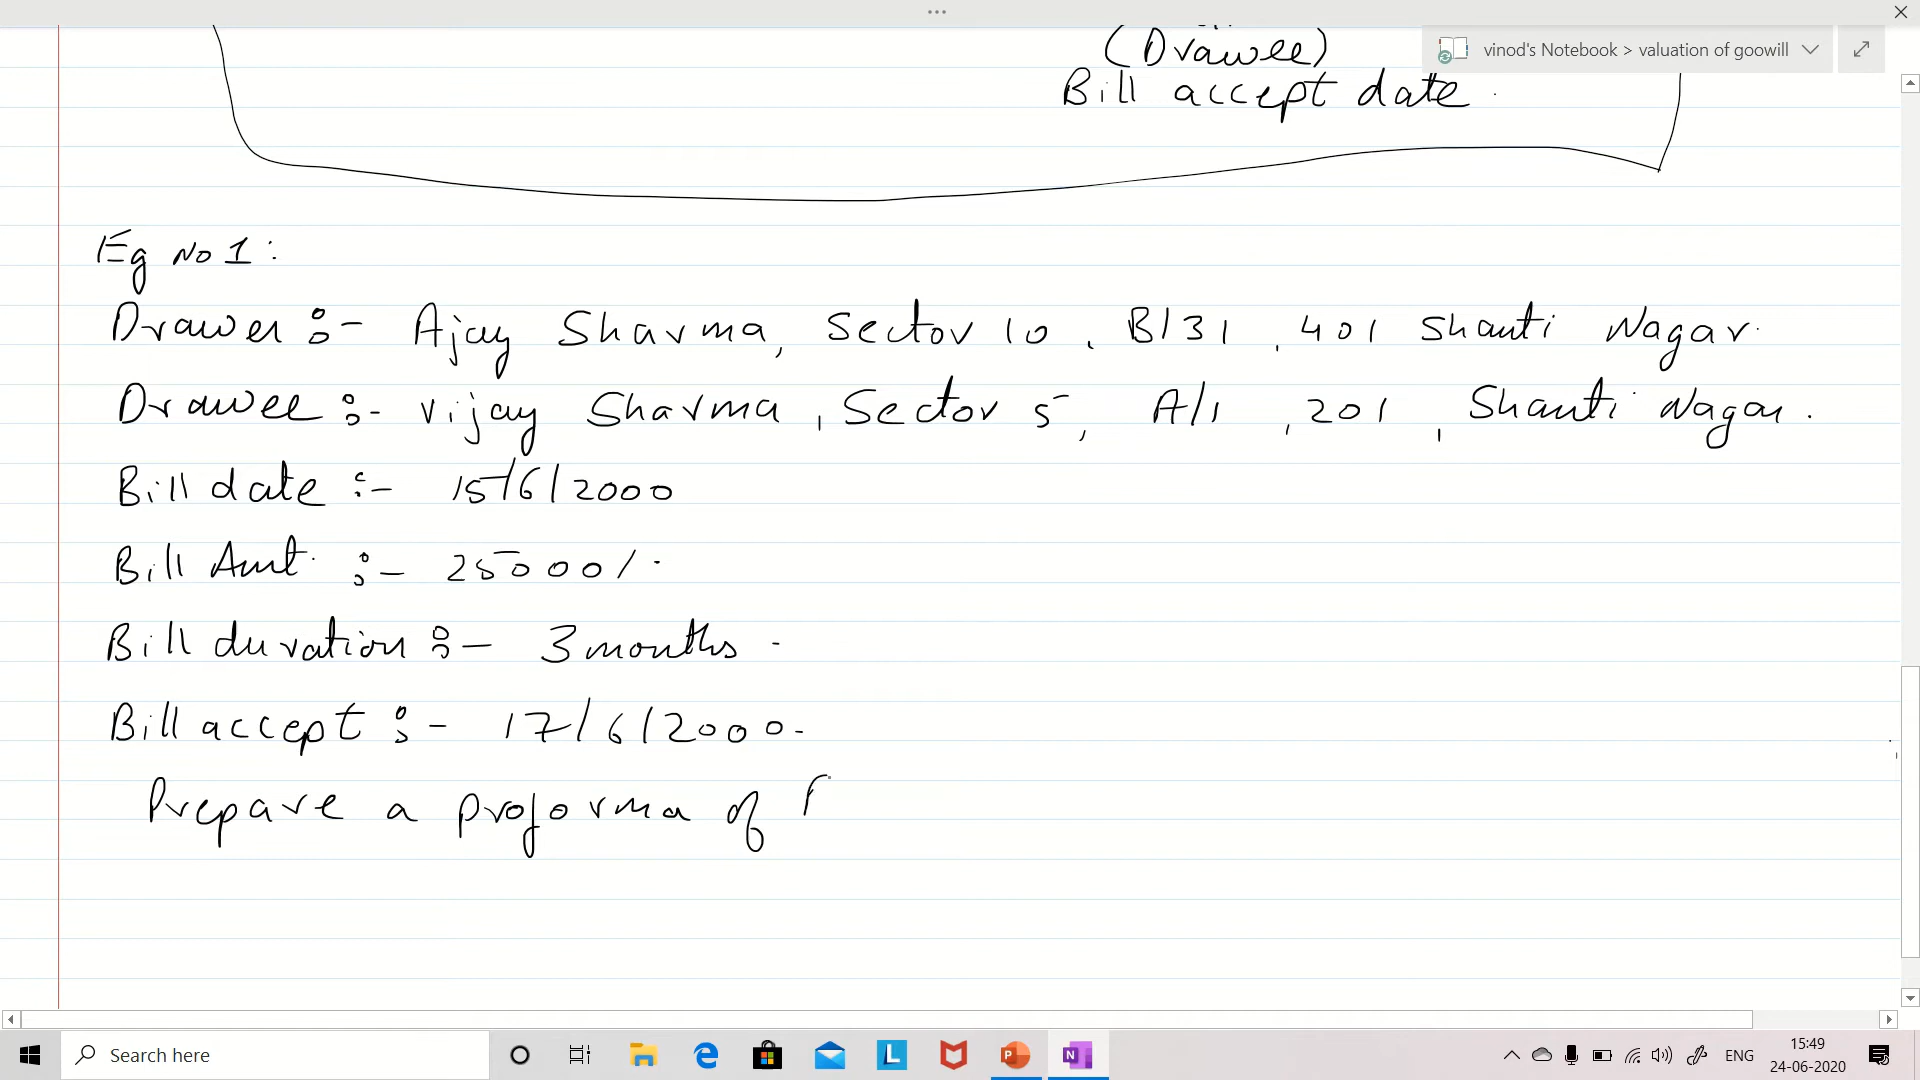 vinod's Notebook > valuation of goowill
(Drawee)
Bill accept date
Eg No 1:
Drawer :- Ajay Sharma, Sector 10, B/31, 401 Shanti Nagar.
Drawee :- Vijay Sharma, Sector 5, A/1, 201, Shanti Nagar.
Bill date :- 15/6/2000
Bill Amt. :- 25000/-
Bill duration :- 3 months.
Bill accept :- 17/6/2000.
Prepare a proforma of
Search here
ENG
15:49
24-06-2020